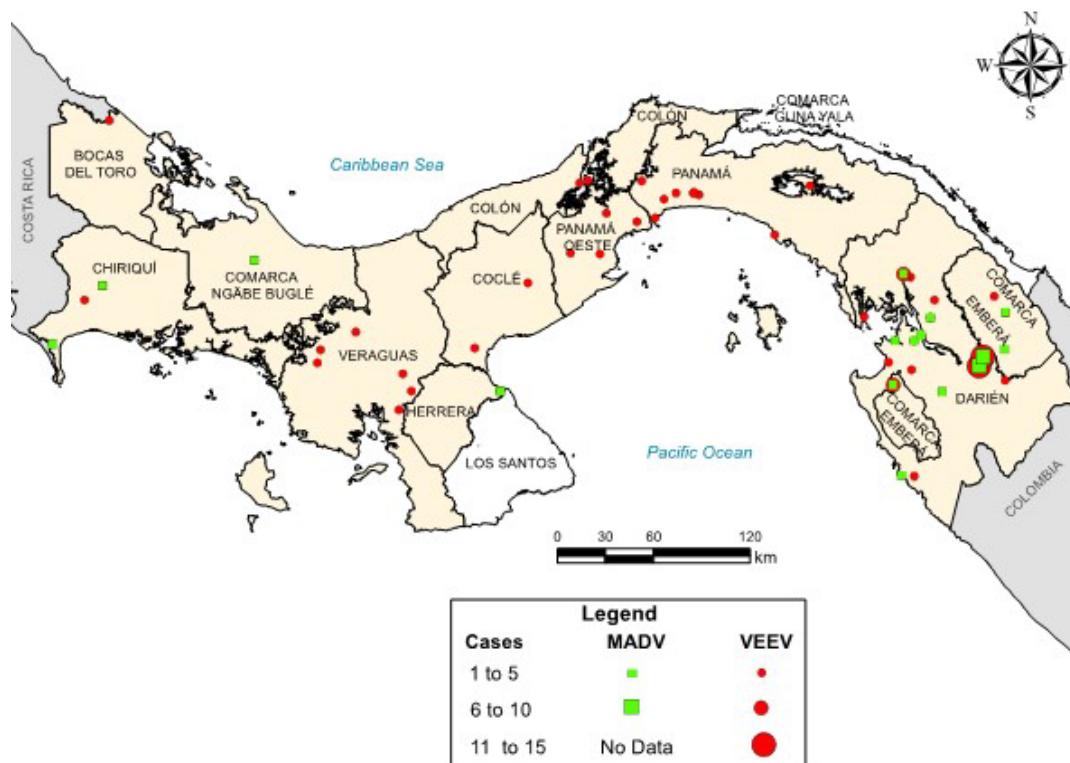 N
W
S
COMARCA
GUNA YALA
COLÓN
BOCAS
DEL TORO
Caribbean Sea
PANAMÁ
COSTA RICA
COLÓN
PANAMÁ
OESTE
CHIRIQUÍ
COMARCA
NGÄBE BUGLÉ
COCLÉ
COMARCA
EMBERÁ
VERAGUAS
HERRERA
DARIÉN
COMARCA
EMBERÁ
LOS SANTOS
Pacific Ocean
COLOMBIA
0 30 60 120
km
Legend
Cases MADV VEEV
1 to 5
6 to 10
11 to 15 No Data